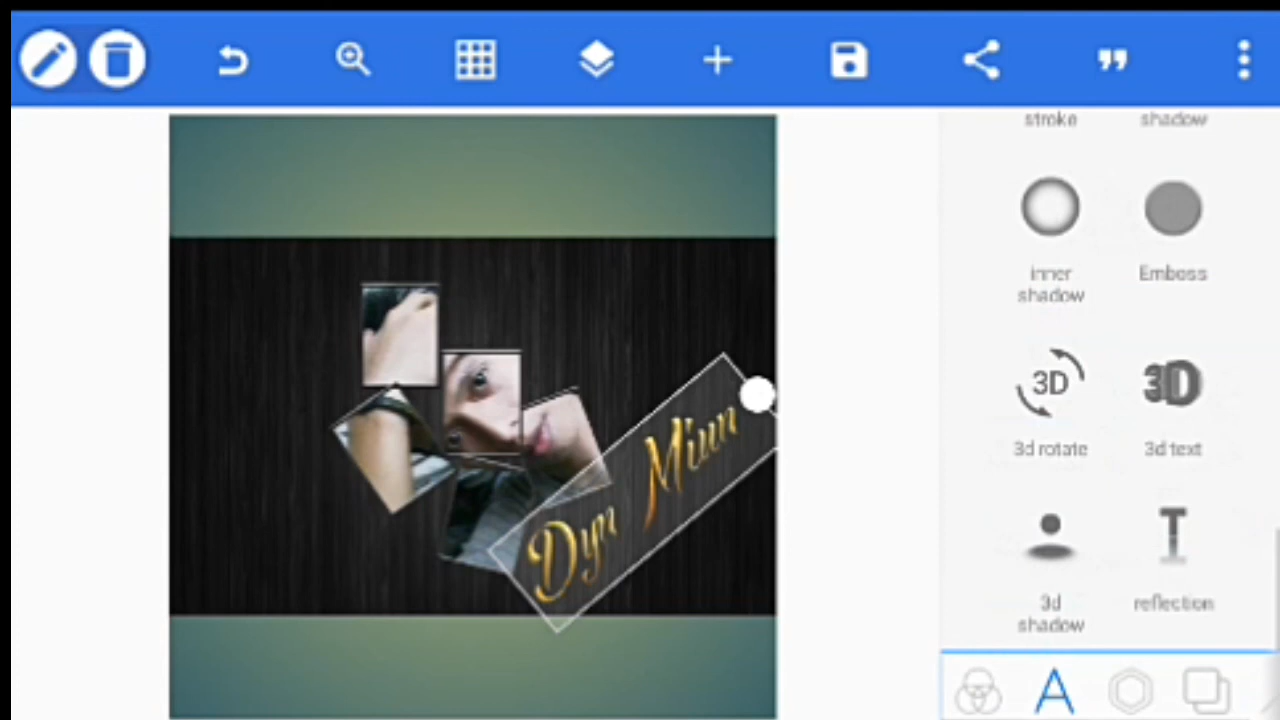 stroke
shadow
inner
shadow
Emboss
3D
3D
3d rotate
3d text
3d
shadow
T
reflection
A
Dyn Miun